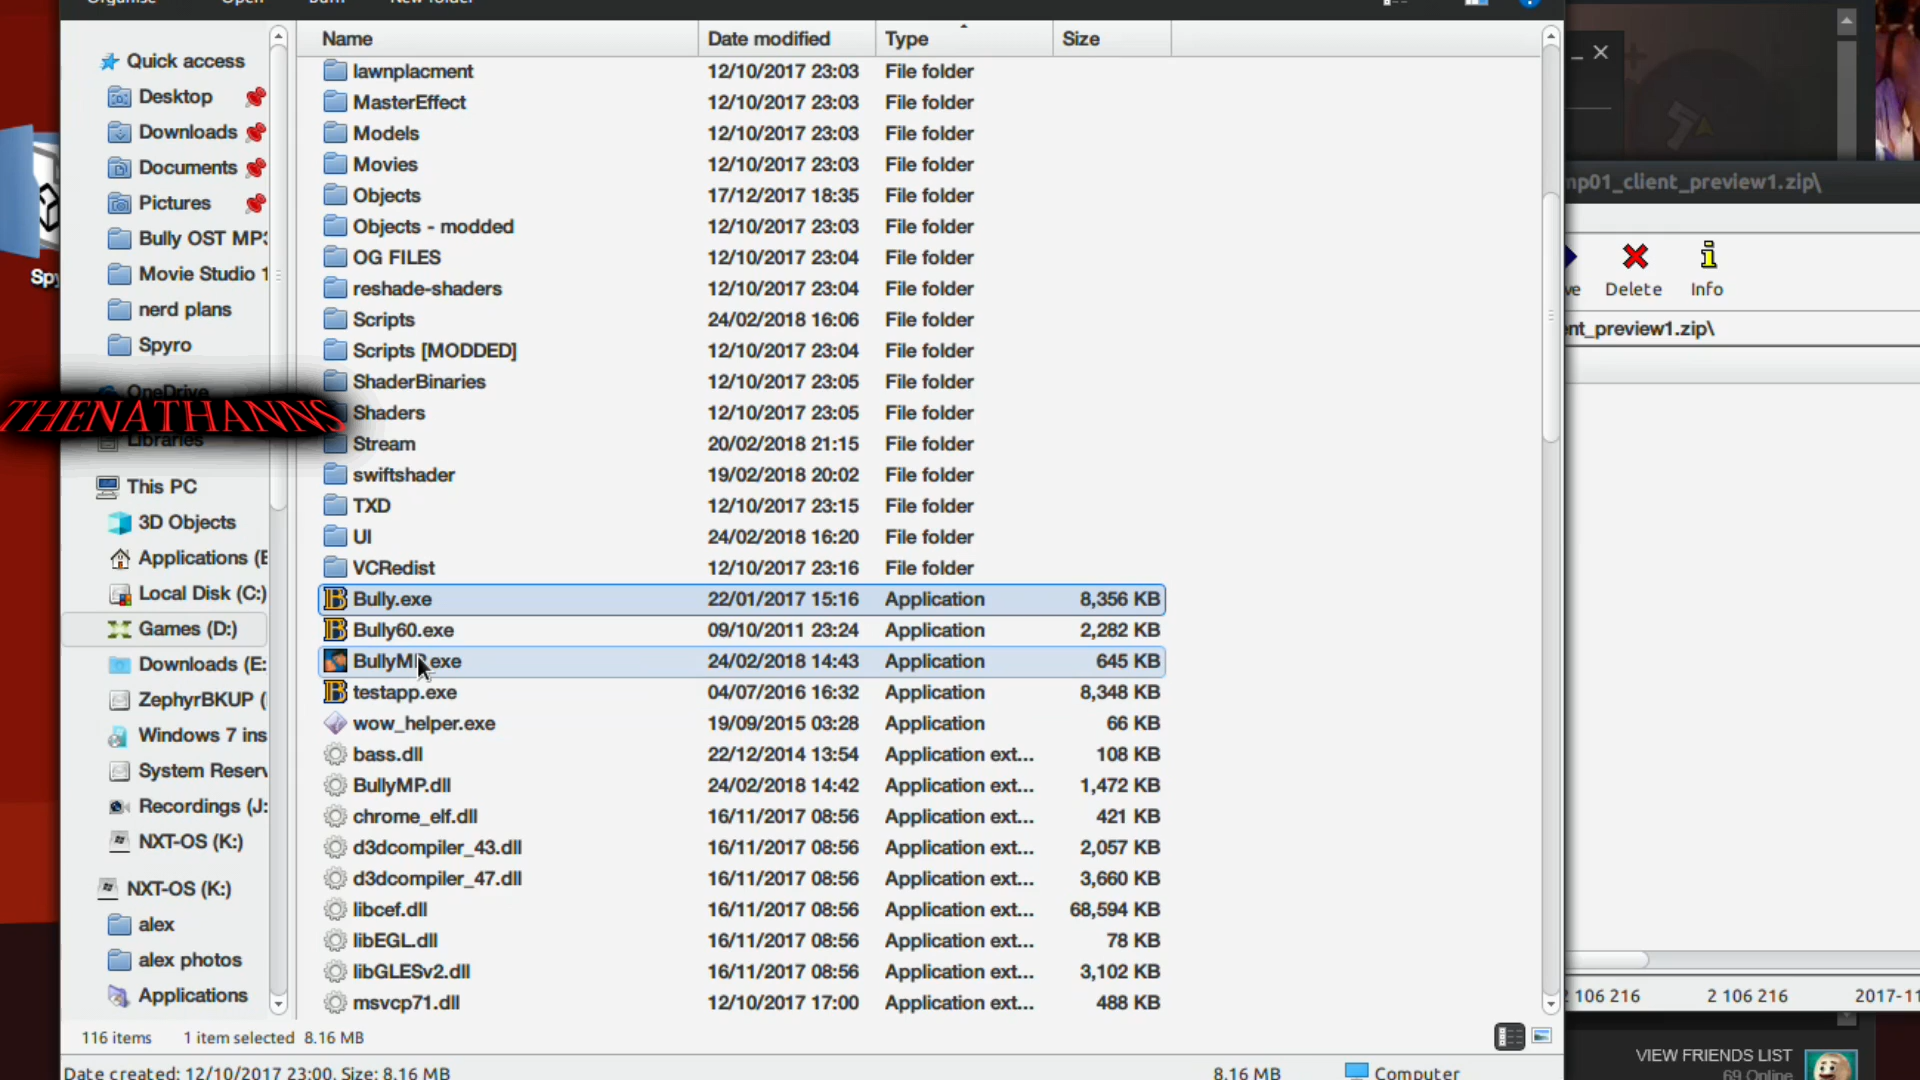 Organise Open Burn New folder
Name Date modified Type Size
Quick access
Desktop
Downloads
Documents
Pictures
Bully OST MP3
Movie Studio 1
nerd plans
Spyro
OneDrive
THENATHANNS
Libraries
This PC
3D Objects
Applications (E
Local Disk (C:)
Games (D:)
Downloads (E:
ZephyrBKUP (
Windows 7 ins
System Reserv
Recordings (J:
NXT-OS (K:)
NXT-OS (K:)
alex
alex photos
Applications
lawnplacment 12/10/2017 23:03 File folder
MasterEffect 12/10/2017 23:03 File folder
Models 12/10/2017 23:03 File folder
Movies 12/10/2017 23:03 File folder
Objects 17/12/2017 18:35 File folder
Objects - modded 12/10/2017 23:03 File folder
OG FILES 12/10/2017 23:04 File folder
reshade-shaders 12/10/2017 23:04 File folder
Scripts 24/02/2018 16:06 File folder
Scripts [MODDED] 12/10/2017 23:04 File folder
ShaderBinaries 12/10/2017 23:05 File folder
Shaders 12/10/2017 23:05 File folder
Stream 20/02/2018 21:15 File folder
swiftshader 19/02/2018 20:02 File folder
TXD 12/10/2017 23:15 File folder
UI 24/02/2018 16:20 File folder
VCRedist 12/10/2017 23:16 File folder
Bully.exe 22/01/2017 15:16 Application 8,356 KB
Bully60.exe 09/10/2011 23:24 Application 2,282 KB
BullyMP.exe 24/02/2018 14:43 Application 645 KB
testapp.exe 04/07/2016 16:32 Application 8,348 KB
wow_helper.exe 19/09/2015 03:28 Application 66 KB
bass.dll 22/12/2014 13:54 Application ext... 108 KB
BullyMP.dll 24/02/2018 14:42 Application ext... 1,472 KB
chrome_elf.dll 16/11/2017 08:56 Application ext... 421 KB
d3dcompiler_43.dll 16/11/2017 08:56 Application ext... 2,057 KB
d3dcompiler_47.dll 16/11/2017 08:56 Application ext... 3,660 KB
libcef.dll 16/11/2017 08:56 Application ext... 68,594 KB
libEGL.dll 16/11/2017 08:56 Application ext... 78 KB
libGLESv2.dll 16/11/2017 08:56 Application ext... 3,102 KB
msvcp71.dll 12/10/2017 17:00 Application ext... 488 KB
116 items 1 item selected 8.16 MB
Date created: 12/10/2017 23:00, Size: 8.16 MB 8.16 MB Computer
Spy
mp01_client_preview1.zip\
ve Delete Info
ent_preview1.zip\
2 106 216 2 106 216 2017-11
VIEW FRIENDS LIST
69 Online